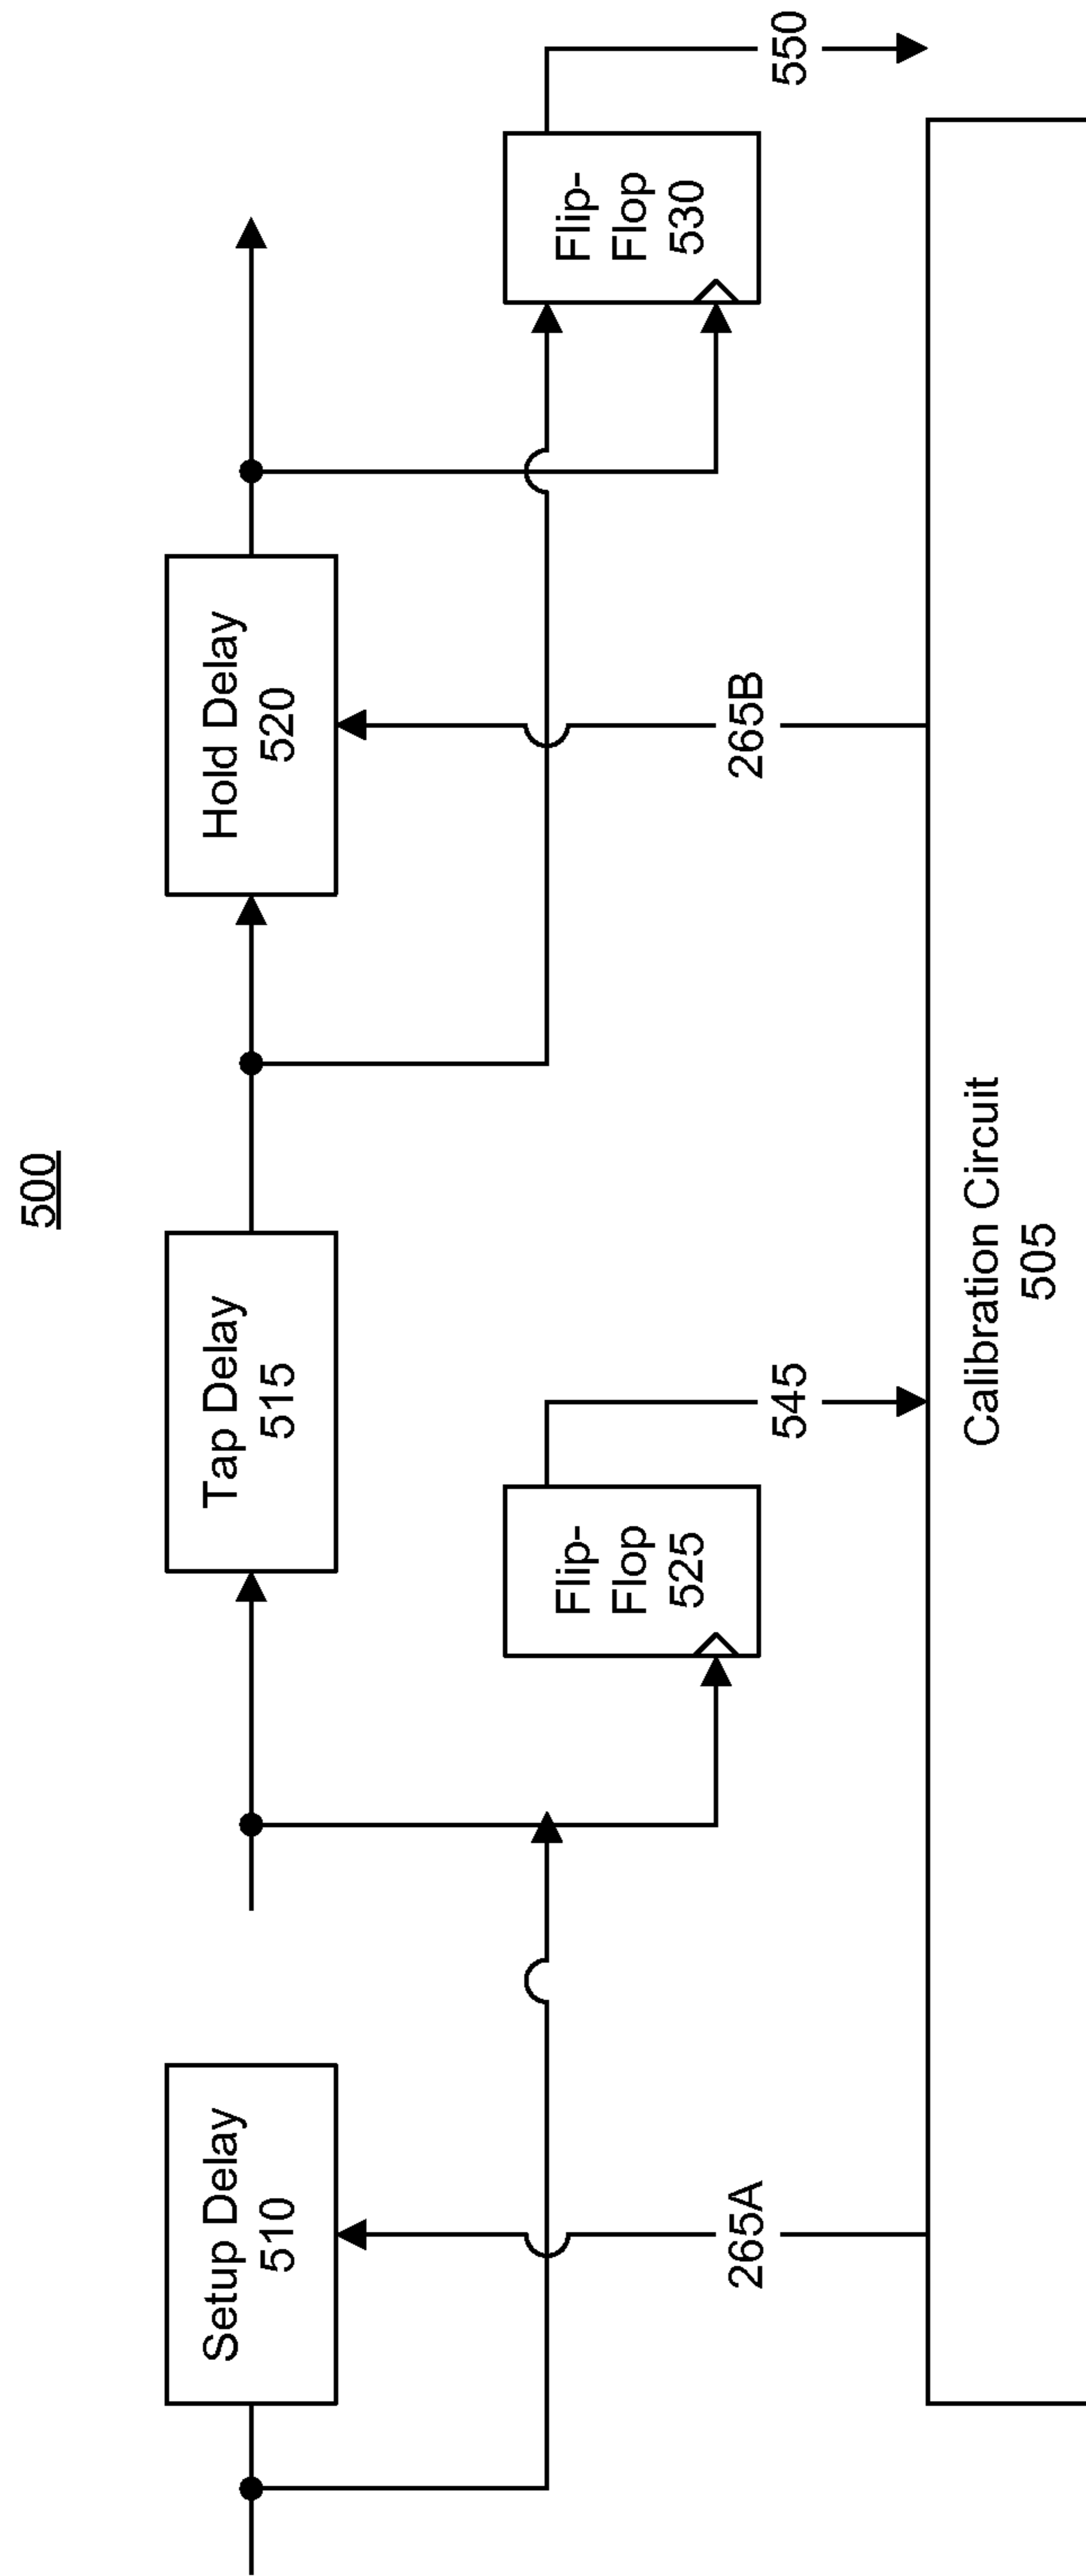 500
Setup Delay
510
Tap Delay
515
Hold Delay
520
265A
Flip-
Flop
525
545
265B
Flip-
Flop
530
550
Calibration Circuit
505